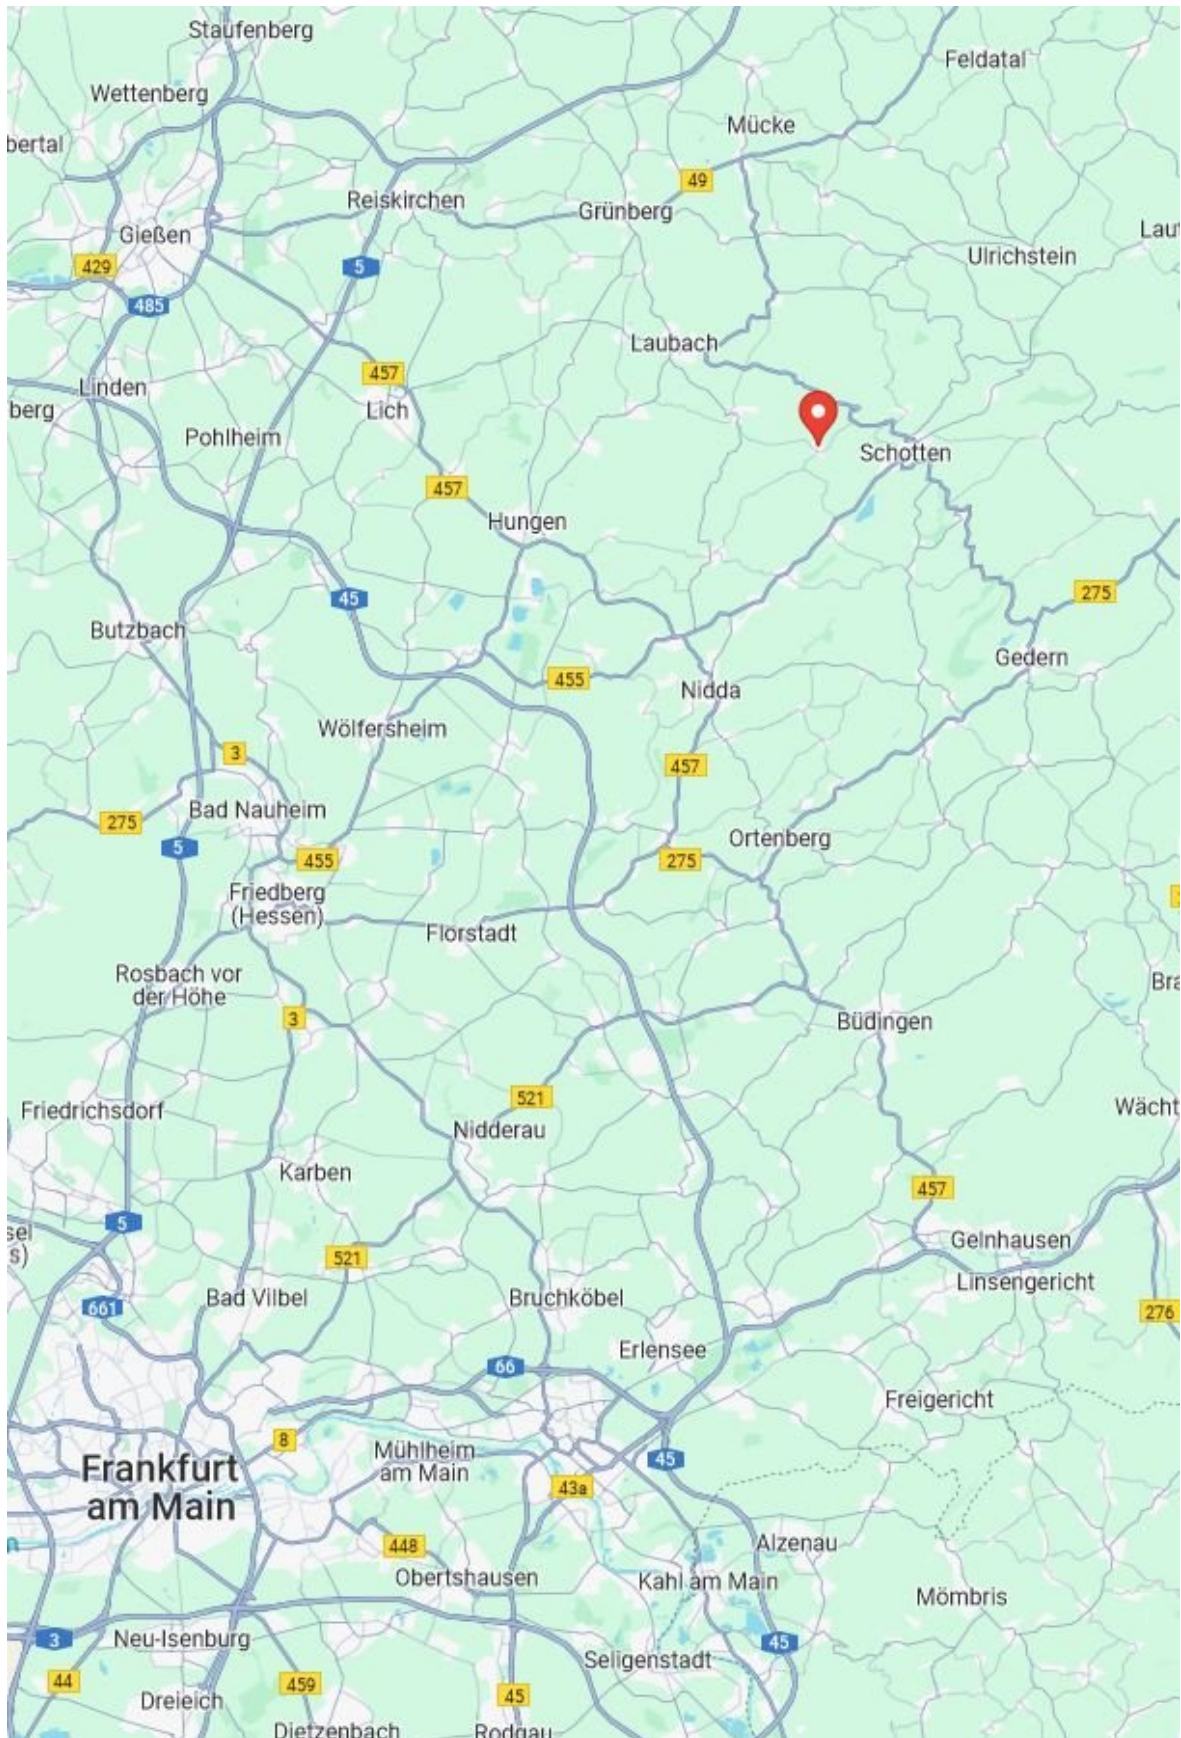 Staufenberg
Feldatal
Wettenberg
Mücke
bertal
49
Reiskirchen
Grünberg
Gießen
Laut
Ulrichstein
429
5
485
Laubach
457
Linden
berg
Lich
Pohlheim
Schotten
457
Hungen
45
275
Butzbach
Gedern
455
Nidda
Wölfersheim
3
457
Bad Nauheim
275
Ortenberg
5
455
275
Friedberg
(Hessen)
Florstadt
Rosbach vor
der Höhe
Bra
3
Büdingen
521
Friedrichsdorf
Wächt
Nidderau
Karben
457
5
sel
s)
Gelnhausen
521
Linsengericht
Bad Vilbel
Bruchköbel
661
276
Erlensee
66
Freigericht
8
Mühlheim
am Main
45
Frankfurt
am Main
43a
448
Alzenau
Obertshausen
Kahl am Main
Mömbris
3
Neu-Isenburg
45
Seligenstadt
44
459
45
Dreieich
Dietzenbach
Rodgau